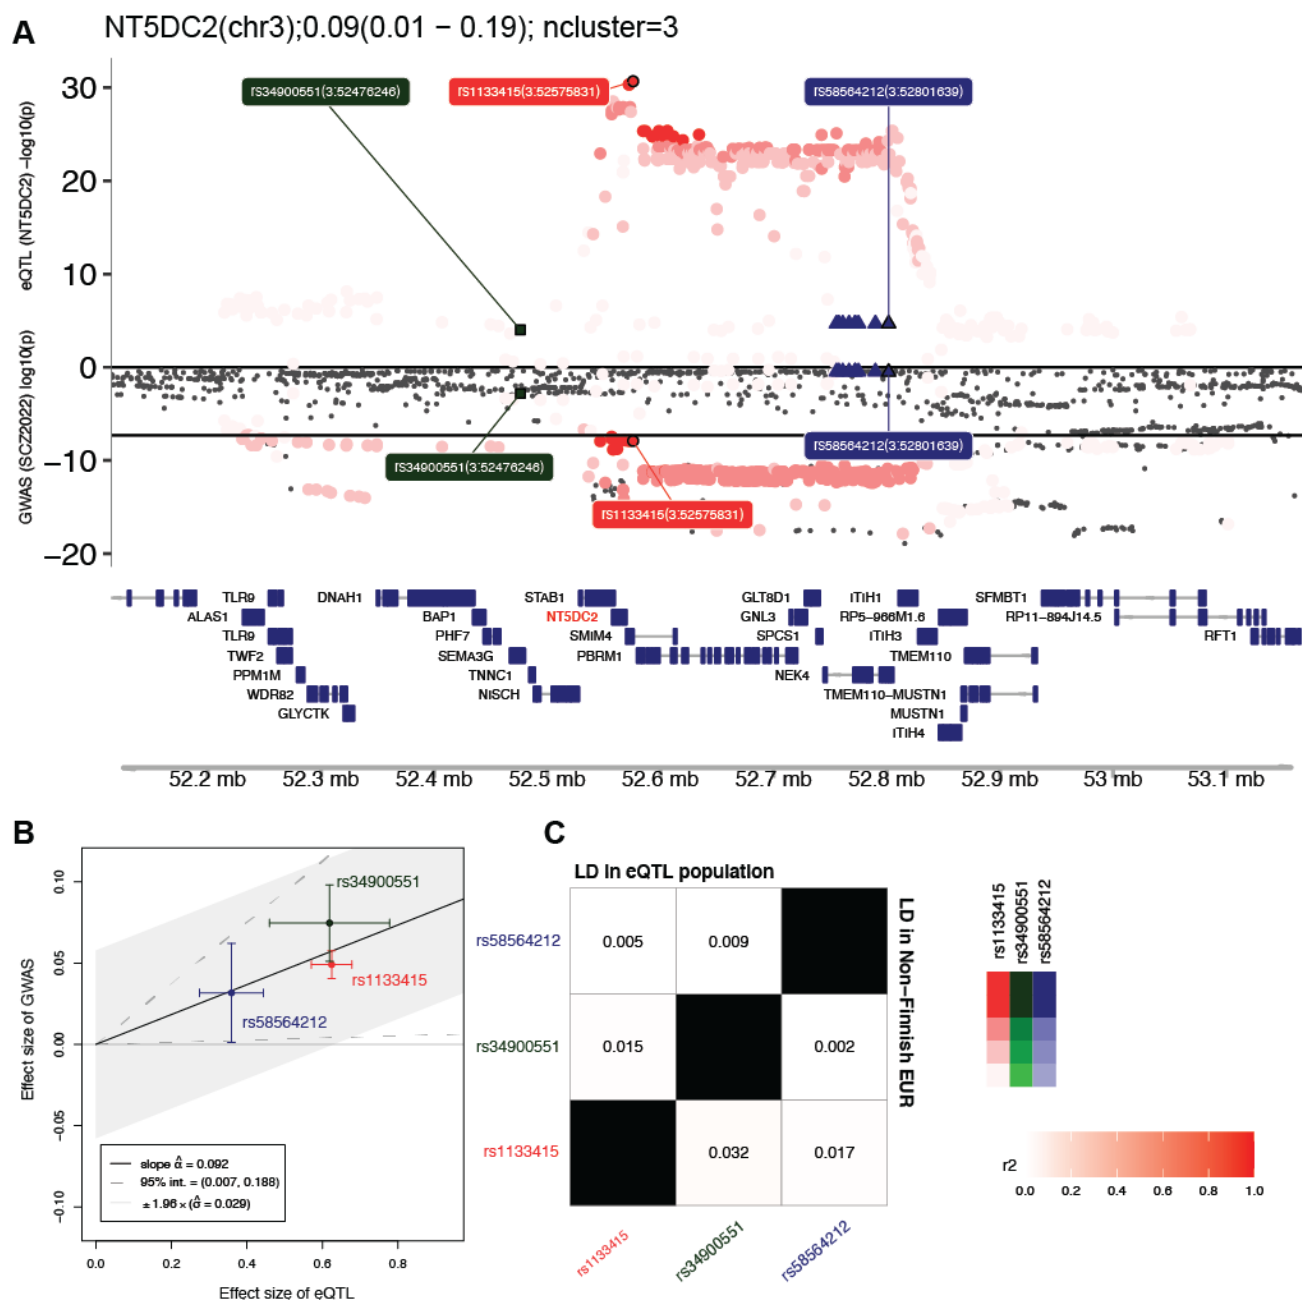 A
NT5DC2(chr3);0.09(0.01 − 0.19); ncluster=3
eQTL (NT5DC2) −log10(p)
GWAS (SCZ2022) log10(p)
30
20
10
0
−10
−20
rs34900551(3:52476246)
rs1133415(3:52575831)
rs58564212(3:52801639)
rs58564212(3:52801639)
rs34900551(3:52476246)
rs1133415(3:52575831)
TLR9 DNAH1 STAB1 GLT8D1 ITIH1 SFMBT1
ALAS1 BAP1 NT5DC2 GNL3 RP5−966M1.6 RP11−894J14.5
TLR9 PHF7 SMIM4 SPCS1 ITIH3 RFT1
TWF2 SEMA3G PBRM1 TMEM110
PPM1M TNNC1 NEK4
WDR82 NISCH TMEM110−MUSTN1
GLYCTK MUSTN1
ITIH4
52.2 mb 52.3 mb 52.4 mb 52.5 mb 52.6 mb 52.7 mb 52.8 mb 52.9 mb 53 mb 53.1 mb
B
Effect size of GWAS
0.10
0.05
0.00
−0.05
−0.10
rs34900551
rs1133415
rs58564212
slope α̂ = 0.092
95% int. = (0.007, 0.188)
±1.96×(σ̂ = 0.029)
0.0 0.2 0.4 0.6 0.8
Effect size of eQTL
C
LD in eQTL population
LD in Non−Finnish EUR
rs58564212 0.005 0.009
rs34900551 0.015 0.002
rs1133415 0.032 0.017
rs1133415 rs34900551 rs58564212
rs1133415
rs34900551
rs58564212
r2
0.0 0.2 0.4 0.6 0.8 1.0